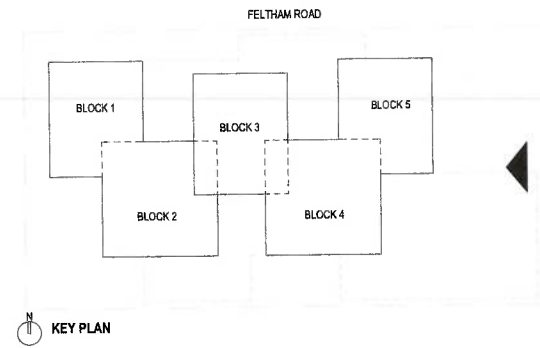 FELTHAM ROAD
BLOCK 1
BLOCK 3
BLOCK 5
BLOCK 2
BLOCK 4
N
KEY PLAN